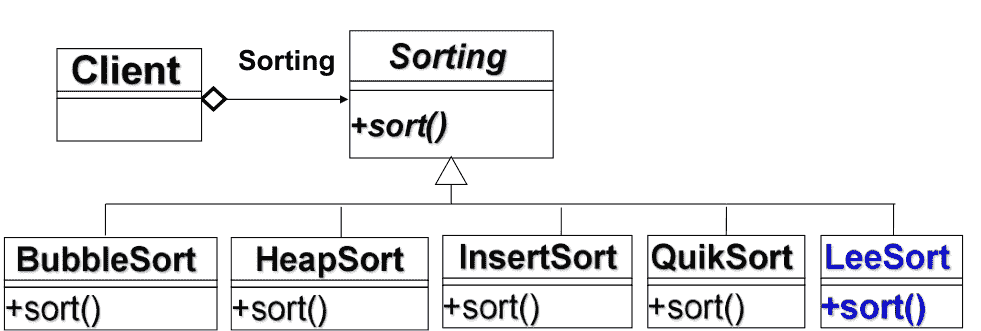 Client
Sorting
Sorting
+sort()
BubbleSort
+sort()
HeapSort
+sort()
InsertSort
+sort()
QuikSort
+sort()
LeeSort
+sort()